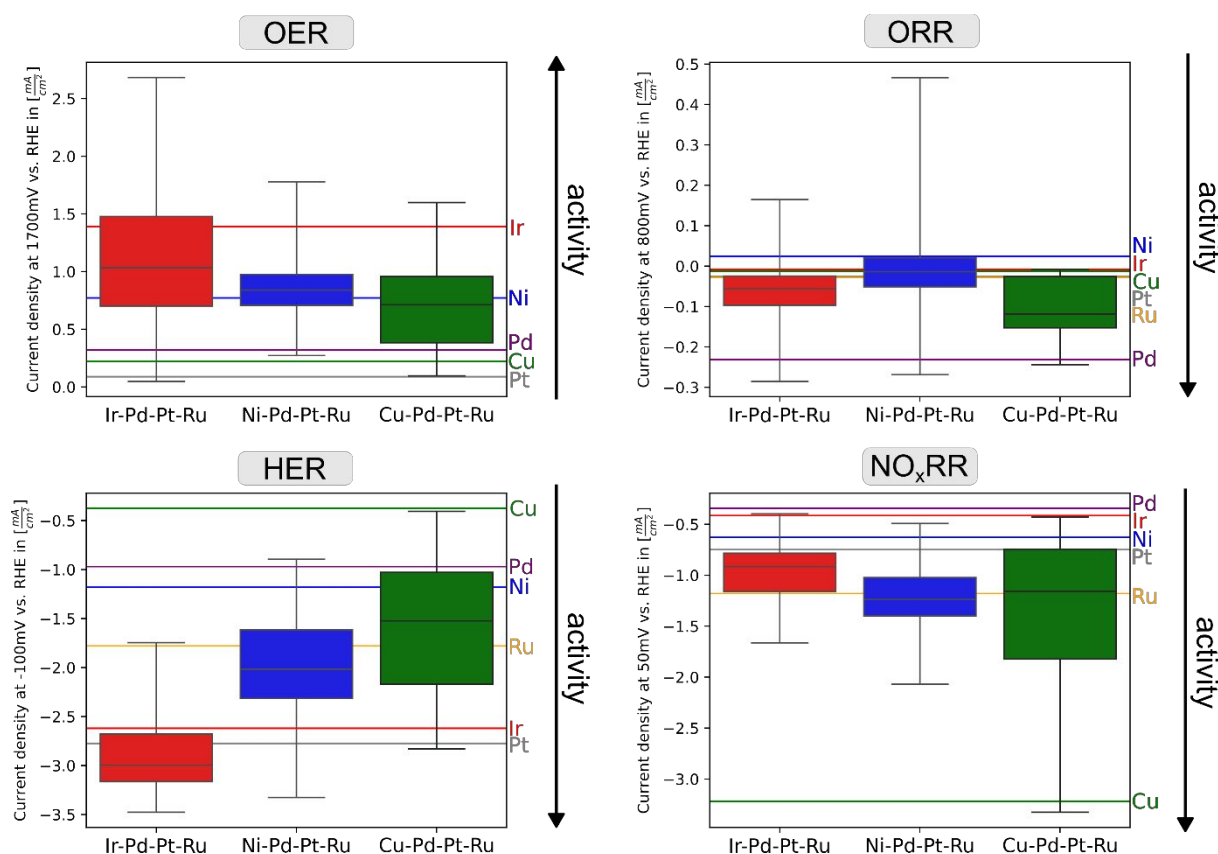 OER
Current density at 1700mV vs. RHE in [mA/cm²]
2.5
2.0
1.5
1.0
0.5
0.0
Ir
Ni
Pd
Cu
Pt
activity
Ir-Pd-Pt-Ru Ni-Pd-Pt-Ru Cu-Pd-Pt-Ru
ORR
Current density at 800mV vs. RHE in [mA/cm²]
0.5
0.4
0.3
0.2
0.1
0.0
−0.1
−0.2
−0.3
Ni
Ir
Cu
Pt
Ru
Pd
activity
Ir-Pd-Pt-Ru Ni-Pd-Pt-Ru Cu-Pd-Pt-Ru
HER
Current density at -100mV vs. RHE in [mA/cm²]
−0.5
−1.0
−1.5
−2.0
−2.5
−3.0
−3.5
Cu
Pd
Ni
Ru
Ir
Pt
activity
Ir-Pd-Pt-Ru Ni-Pd-Pt-Ru Cu-Pd-Pt-Ru
NOₓRR
Current density at 50mV vs. RHE in [mA/cm²]
−0.5
−1.0
−1.5
−2.0
−2.5
−3.0
Pd
Ir
Ni
Pt
Ru
Cu
activity
Ir-Pd-Pt-Ru Ni-Pd-Pt-Ru Cu-Pd-Pt-Ru